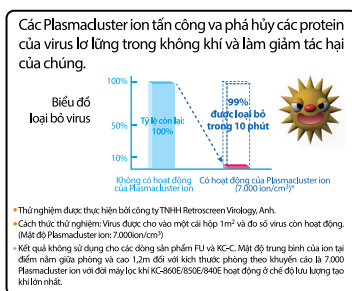 Các Plasmacluster ion tấn công va phá hủy các protein
của virus lơ lửng trong không khí và làm giảm tác hại
của chúng.
Biểu đồ
loại bỏ virus
100%
50%
10%
Tỷ lệ còn lại:
100%
99%
được loại bỏ
trong 10 phút
Không có hoạt động
của Plasmacluster ion
Có hoạt động của Plasmacluster ion
(7.000 ion/cm³)*
• Thử nghiệm được thực hiện bởi công ty TNHH Retroscreen Virology, Anh.
• Cách thức thử nghiệm: Virus được cho vào một cái hộp 1m² và đo số virus còn hoạt động.
(Mật độ Plasmacluster ion: 7.000ion/cm³)
• Kết quả không sử dụng cho các dòng sản phẩm FU và KC-C. Mật độ trung bình của ion tại
điểm nằm giữa phòng và cao 1,2m đối với kích thước phòng theo khuyến cáo là 7.000
Plasmacluster ion với đời máy lọc khí KC-860E/850E/840E hoạt động ở chế độ lưu lượng tạo
khí lớn nhất.